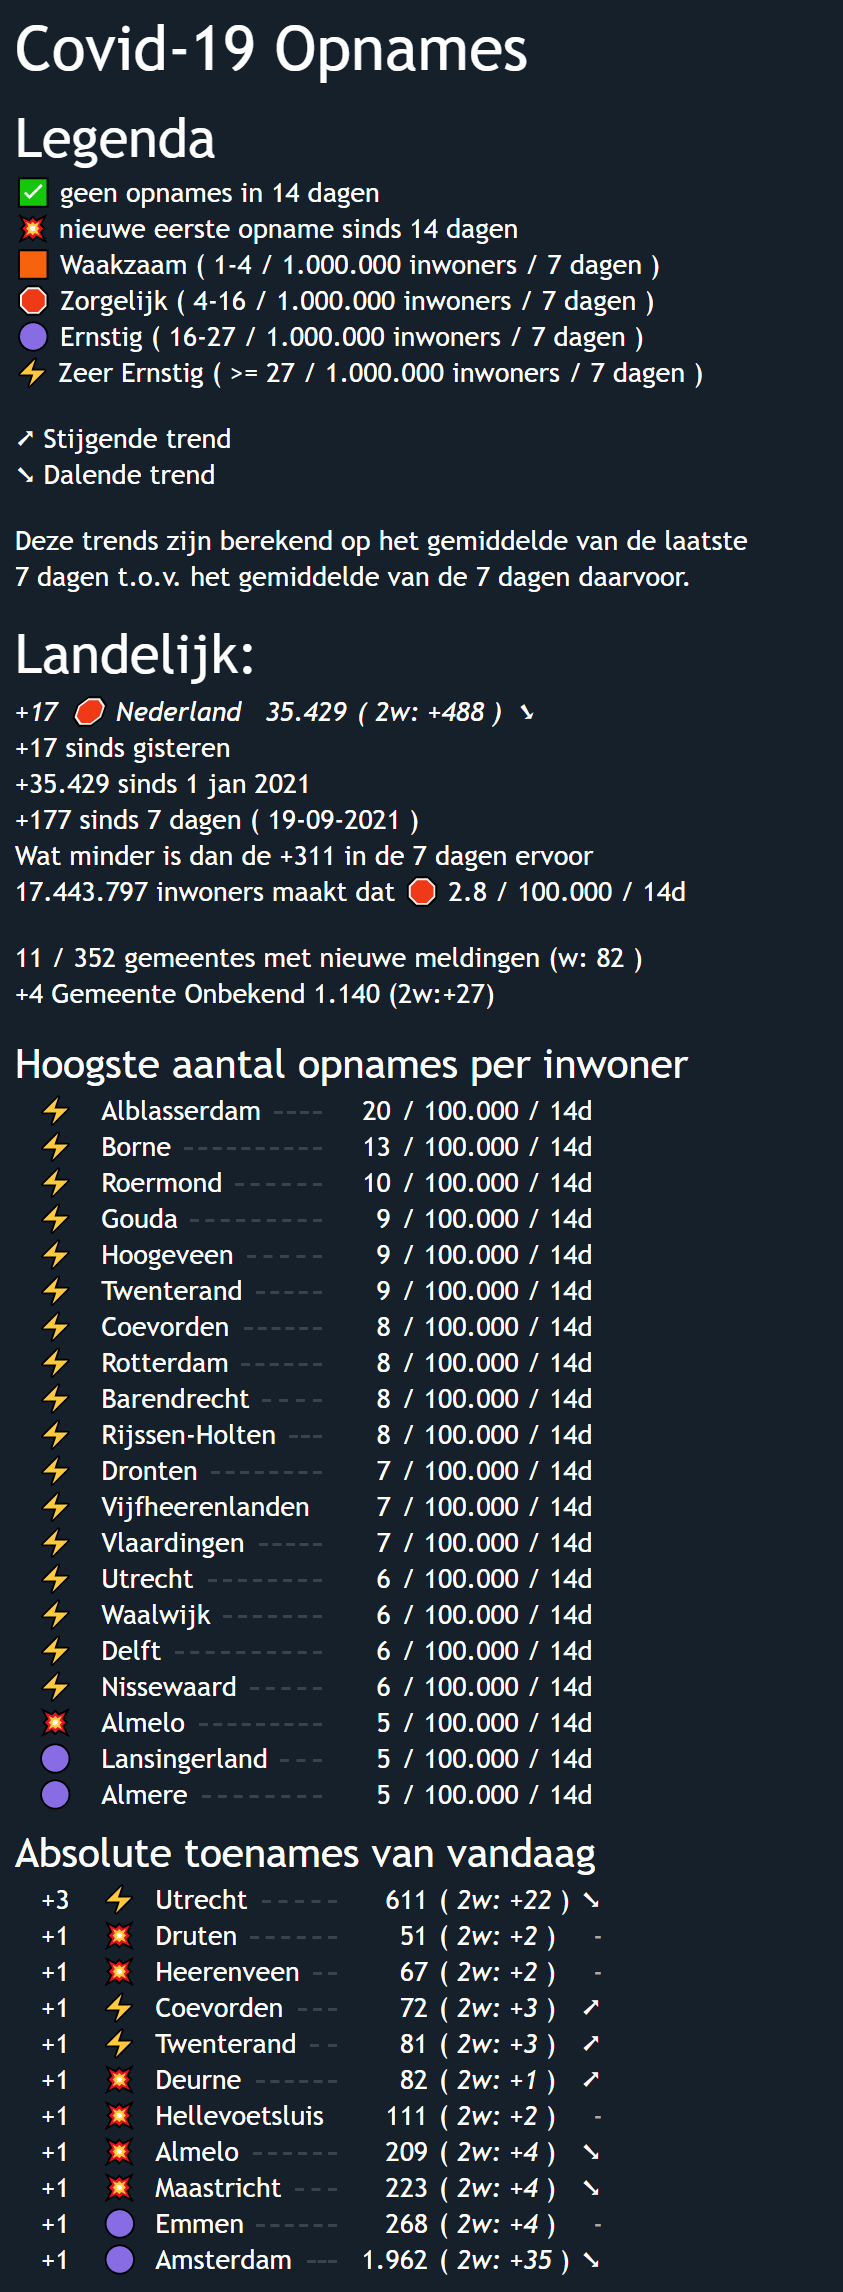 Covid-19 Opnames
Legenda
✅ geen opnames in 14 dagen
💥 nieuwe eerste opname sinds 14 dagen
🟧 Waakzaam ( 1-4 / 1.000.000 inwoners / 7 dagen )
🛑 Zorgelijk ( 4-16 / 1.000.000 inwoners / 7 dagen )
🟣 Ernstig ( 16-27 / 1.000.000 inwoners / 7 dagen )
⚡ Zeer Ernstig ( >= 27 / 1.000.000 inwoners / 7 dagen )
➚ Stijgende trend
➘ Dalende trend
Deze trends zijn berekend op het gemiddelde van de laatste
7 dagen t.o.v. het gemiddelde van de 7 dagen daarvoor.
Landelijk:
+17 🛑 Nederland 35.429 ( 2w: +488 ) ➘
+17 sinds gisteren
+35.429 sinds 1 jan 2021
+177 sinds 7 dagen ( 19-09-2021 )
Wat minder is dan de +311 in de 7 dagen ervoor
17.443.797 inwoners maakt dat 🛑 2.8 / 100.000 / 14d
11 / 352 gemeentes met nieuwe meldingen (w: 82 )
+4 Gemeente Onbekend 1.140 (2w:+27)
Hoogste aantal opnames per inwoner
⚡ Alblasserdam ---- 20 / 100.000 / 14d
⚡ Borne ---------- 13 / 100.000 / 14d
⚡ Roermond ------ 10 / 100.000 / 14d
⚡ Gouda --------- 9 / 100.000 / 14d
⚡ Hoogeveen ----- 9 / 100.000 / 14d
⚡ Twenterand ----- 9 / 100.000 / 14d
⚡ Coevorden ------ 8 / 100.000 / 14d
⚡ Rotterdam ------ 8 / 100.000 / 14d
⚡ Barendrecht ---- 8 / 100.000 / 14d
⚡ Rijssen-Holten --- 8 / 100.000 / 14d
⚡ Dronten -------- 7 / 100.000 / 14d
⚡ Vijfheerenlanden 7 / 100.000 / 14d
⚡ Vlaardingen ----- 7 / 100.000 / 14d
⚡ Utrecht -------- 6 / 100.000 / 14d
⚡ Waalwijk ------- 6 / 100.000 / 14d
⚡ Delft ---------- 6 / 100.000 / 14d
⚡ Nissewaard ----- 6 / 100.000 / 14d
💥 Almelo --------- 5 / 100.000 / 14d
🟣 Lansingerland --- 5 / 100.000 / 14d
🟣 Almere -------- 5 / 100.000 / 14d
Absolute toenames van vandaag
+3 ⚡ Utrecht ------ 611 ( 2w: +22 ) ➘
+1 💥 Druten ------ 51 ( 2w: +2 ) -
+1 💥 Heerenveen -- 67 ( 2w: +2 ) -
+1 ⚡ Coevorden --- 72 ( 2w: +3 ) ➚
+1 ⚡ Twenterand -- 81 ( 2w: +3 ) ➚
+1 💥 Deurne ------ 82 ( 2w: +1 ) ➚
+1 💥 Hellevoetsluis 111 ( 2w: +2 ) -
+1 💥 Almelo ------ 209 ( 2w: +4 ) ➘
+1 💥 Maastricht --- 223 ( 2w: +4 ) ➘
+1 🟣 Emmen ------ 268 ( 2w: +4 ) -
+1 🟣 Amsterdam --- 1.962 ( 2w: +35 ) ➘